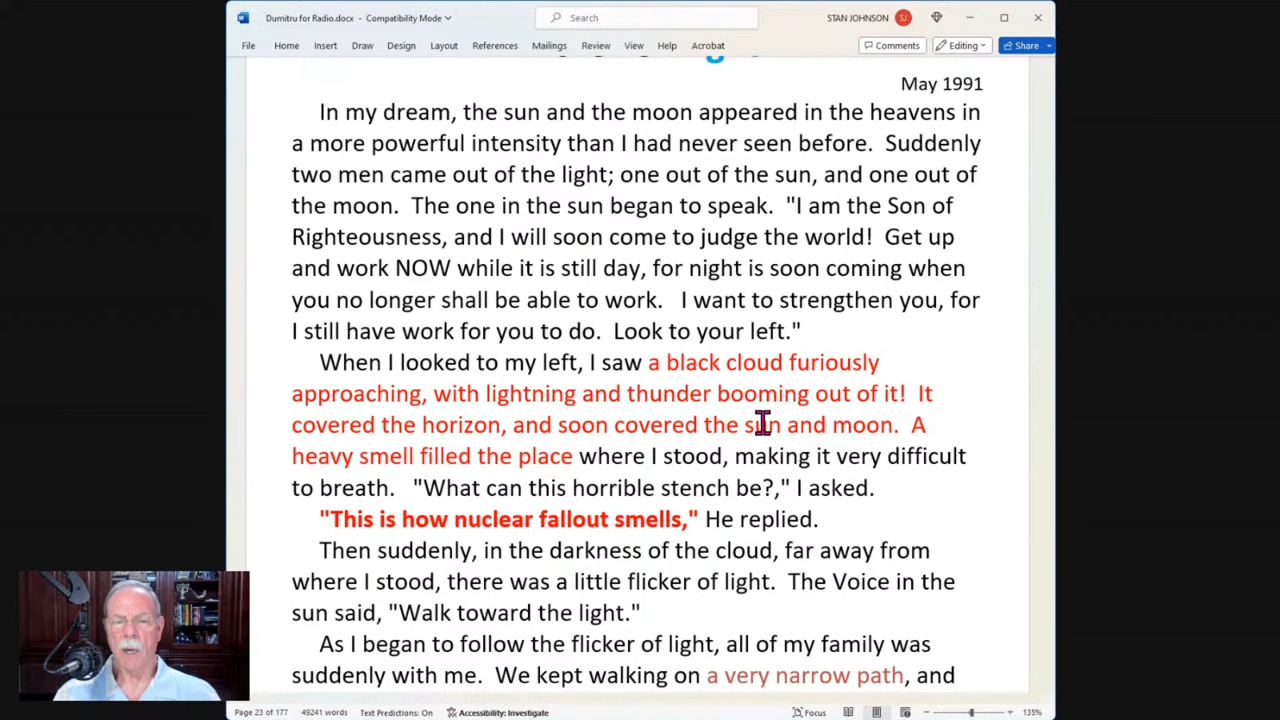 Dumitru for Radio.docx - Compatibility Mode
Search
STAN JOHNSON
SJ
File Home Insert Draw Design Layout References Mailings Review View Help Acrobat
Comments Editing Share
May 1991
In my dream, the sun and the moon appeared in the heavens in
a more powerful intensity than I had never seen before. Suddenly
two men came out of the light; one out of the sun, and one out of
the moon. The one in the sun began to speak. "I am the Son of
Righteousness, and I will soon come to judge the world! Get up
and work NOW while it is still day, for night is soon coming when
you no longer shall be able to work. I want to strengthen you, for
I still have work for you to do. Look to your left."
When I looked to my left, I saw a black cloud furiously
approaching, with lightning and thunder booming out of it! It
covered the horizon, and soon covered the sun and moon. A
heavy smell filled the place where I stood, making it very difficult
to breath. "What can this horrible stench be?," I asked.
"This is how nuclear fallout smells," He replied.
Then suddenly, in the darkness of the cloud, far away from
where I stood, there was a little flicker of light. The Voice in the
sun said, "Walk toward the light."
As I began to follow the flicker of light, all of my family was
suddenly with me. We kept walking on a very narrow path, and
Page 23 of 177 49241 words Text Predictions: On Accessibility: Investigate Focus 135%